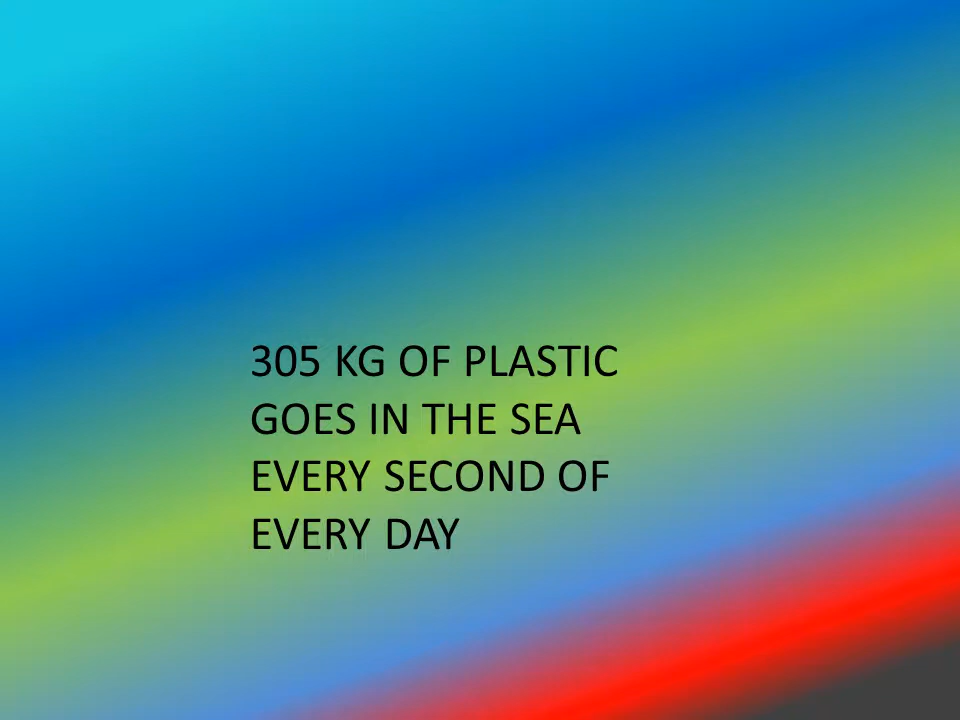 305 KG OF PLASTIC
GOES IN THE SEA
EVERY SECOND OF
EVERY DAY